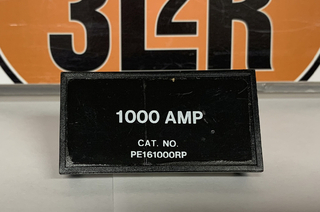 3L2R
1000 AMP
CAT. NO.
PE161000RP